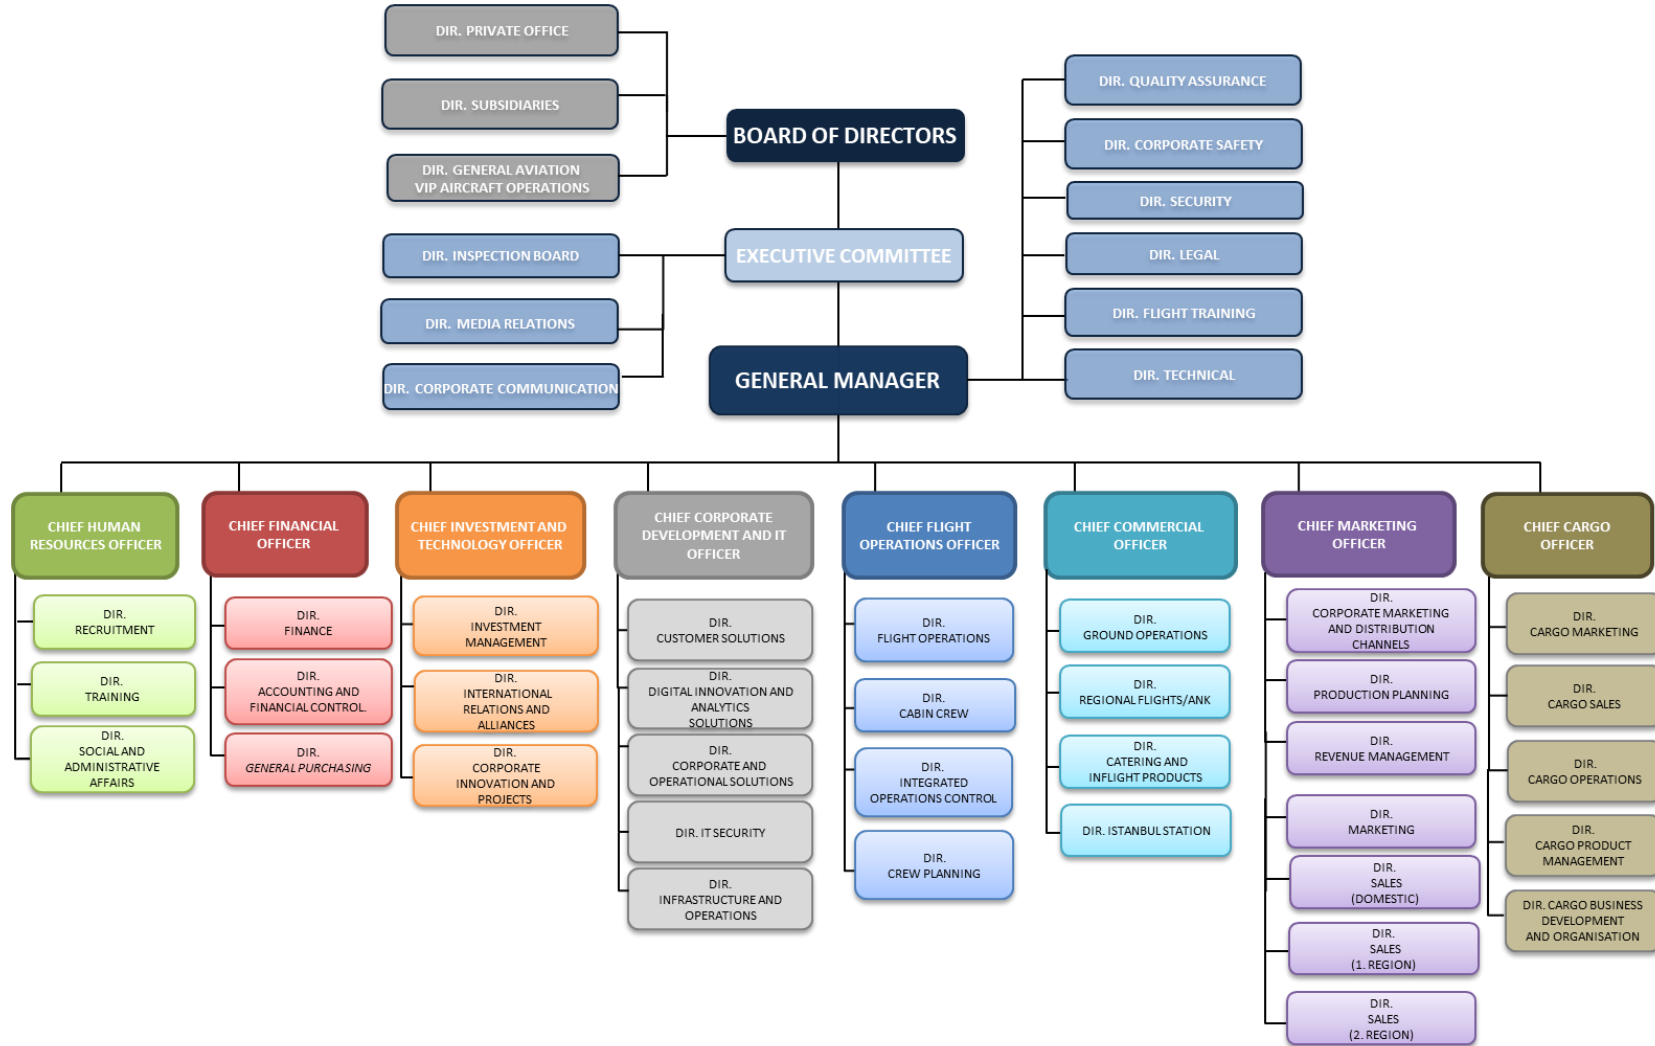 DIR. PRIVATE OFFICE
DIR. SUBSIDIARIES
DIR. GENERAL AVIATION
VIP AIRCRAFT OPERATIONS
BOARD OF DIRECTORS
DIR. INSPECTION BOARD
DIR. MEDIA RELATIONS
DIR. CORPORATE COMMUNICATION
EXECUTIVE COMMITTEE
GENERAL MANAGER
DIR. QUALITY ASSURANCE
DIR. CORPORATE SAFETY
DIR. SECURITY
DIR. LEGAL
DIR. FLIGHT TRAINING
DIR. TECHNICAL
CHIEF HUMAN
RESOURCES OFFICER
DIR.
RECRUITMENT
DIR.
TRAINING
DIR.
SOCIAL AND
ADMINISTRATIVE
AFFAIRS
CHIEF FINANCIAL
OFFICER
DIR.
FINANCE
DIR.
ACCOUNTING AND
FINANCIAL CONTROL.
DIR.
GENERAL PURCHASING
CHIEF INVESTMENT AND
TECHNOLOGY OFFICER
DIR.
INVESTMENT
MANAGEMENT
DIR.
INTERNATIONAL
RELATIONS AND
ALLIANCES
DIR.
CORPORATE
INNOVATION AND
PROJECTS
CHIEF CORPORATE
DEVELOPMENT AND IT
OFFICER
DIR.
CUSTOMER SOLUTIONS
DIR.
DIGITAL INNOVATION AND
ANALYTICS
SOLUTIONS
DIR.
CORPORATE AND
OPERATIONAL SOLUTIONS
DIR. IT SECURITY
DIR.
INFRASTRUCTURE AND
OPERATIONS
CHIEF FLIGHT
OPERATIONS OFFICER
DIR.
FLIGHT OPERATIONS
DIR.
CABIN CREW
DIR.
INTEGRATED
OPERATIONS CONTROL
DIR.
CREW PLANNING
CHIEF COMMERCIAL
OFFICER
DIR.
GROUND OPERATIONS
DIR.
REGIONAL FLIGHTS/ANK
DIR.
CATERING AND
INFLIGHT PRODUCTS
DIR. ISTANBUL STATION
CHIEF MARKETING
OFFICER
DIR.
CORPORATE MARKETING
AND DISTRIBUTION
CHANNELS
DIR.
PRODUCTION PLANNING
DIR.
REVENUE MANAGEMENT
DIR.
MARKETING
DIR.
SALES
(DOMESTIC)
DIR.
SALES
(1. REGION)
DIR.
SALES
(2. REGION)
CHIEF CARGO
OFFICER
DIR.
CARGO MARKETING
DIR.
CARGO SALES
DIR.
CARGO OPERATIONS
DIR.
CARGO PRODUCT
MANAGEMENT
DIR. CARGO BUSINESS
DEVELOPMENT
AND ORGANISATION